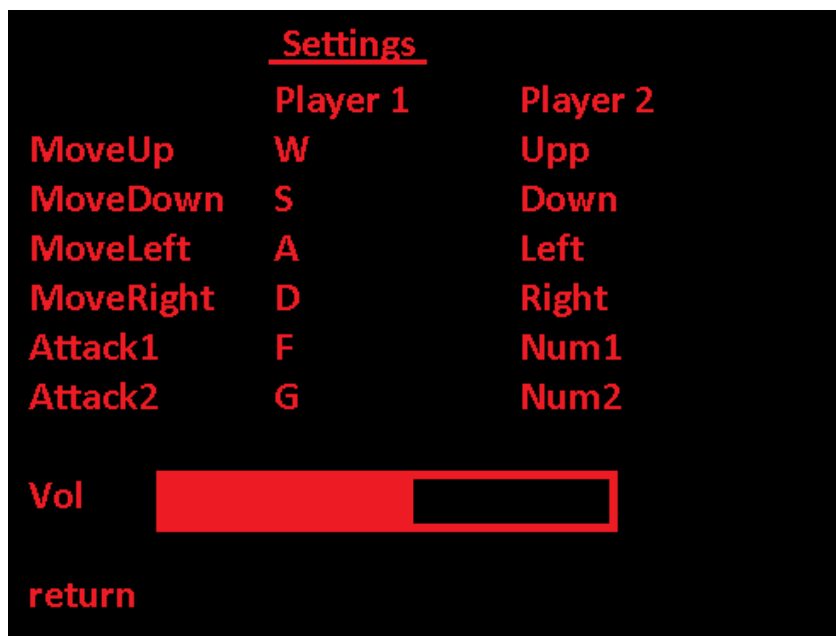 Settings
Player 1 Player 2
MoveUp W Upp
MoveDown S Down
MoveLeft A Left
MoveRight D Right
Attack1 F Num1
Attack2 G Num2
Vol
return